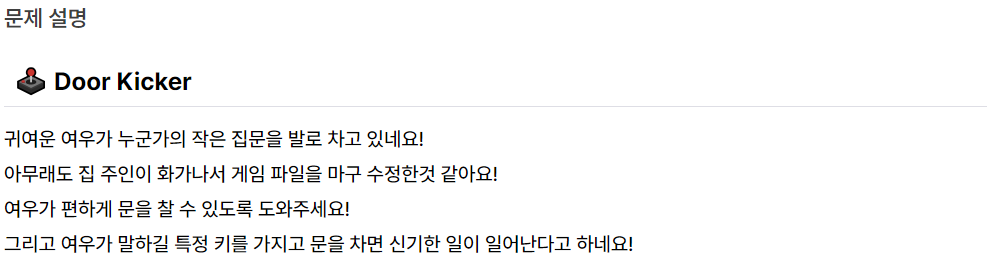 문제 설명
Door Kicker
귀여운 여우가 누군가의 작은 집문을 발로 차고 있네요!
아무래도 집 주인이 화가나서 게임 파일을 마구 수정한것 같아요!
여우가 편하게 문을 찰 수 있도록 도와주세요!
그리고 여우가 말하길 특정 키를 가지고 문을 차면 신기한 일이 일어난다고 하네요!